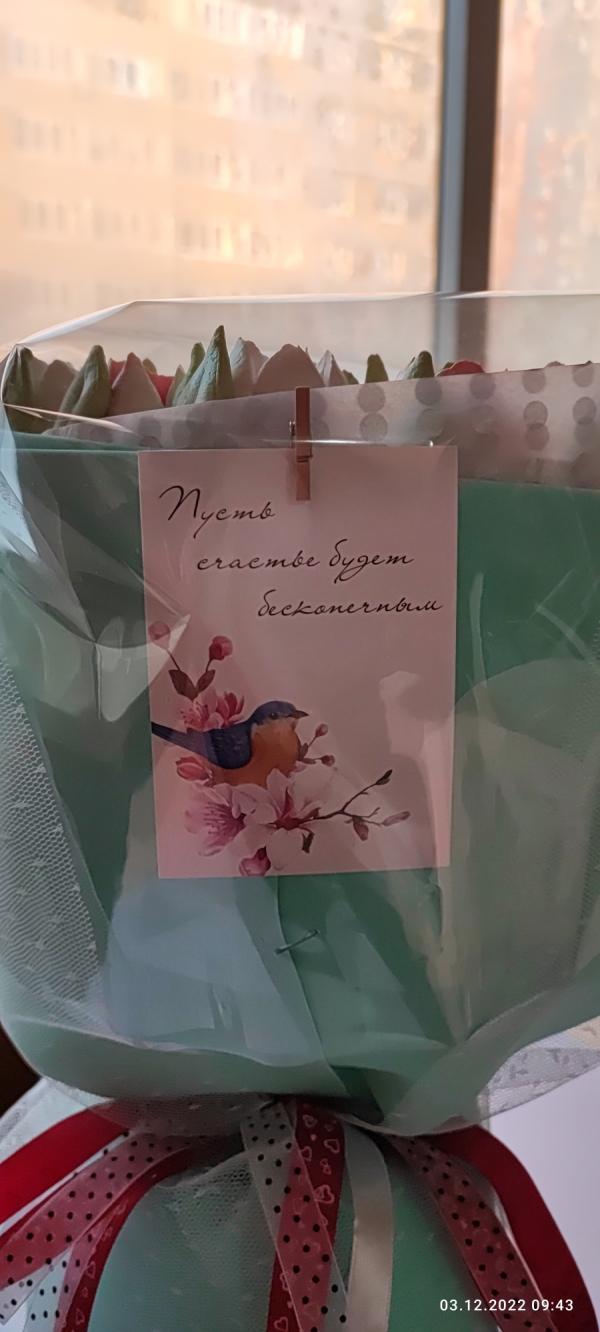 Пусть
счастье будет
бесконечным
03.12.2022 09:43